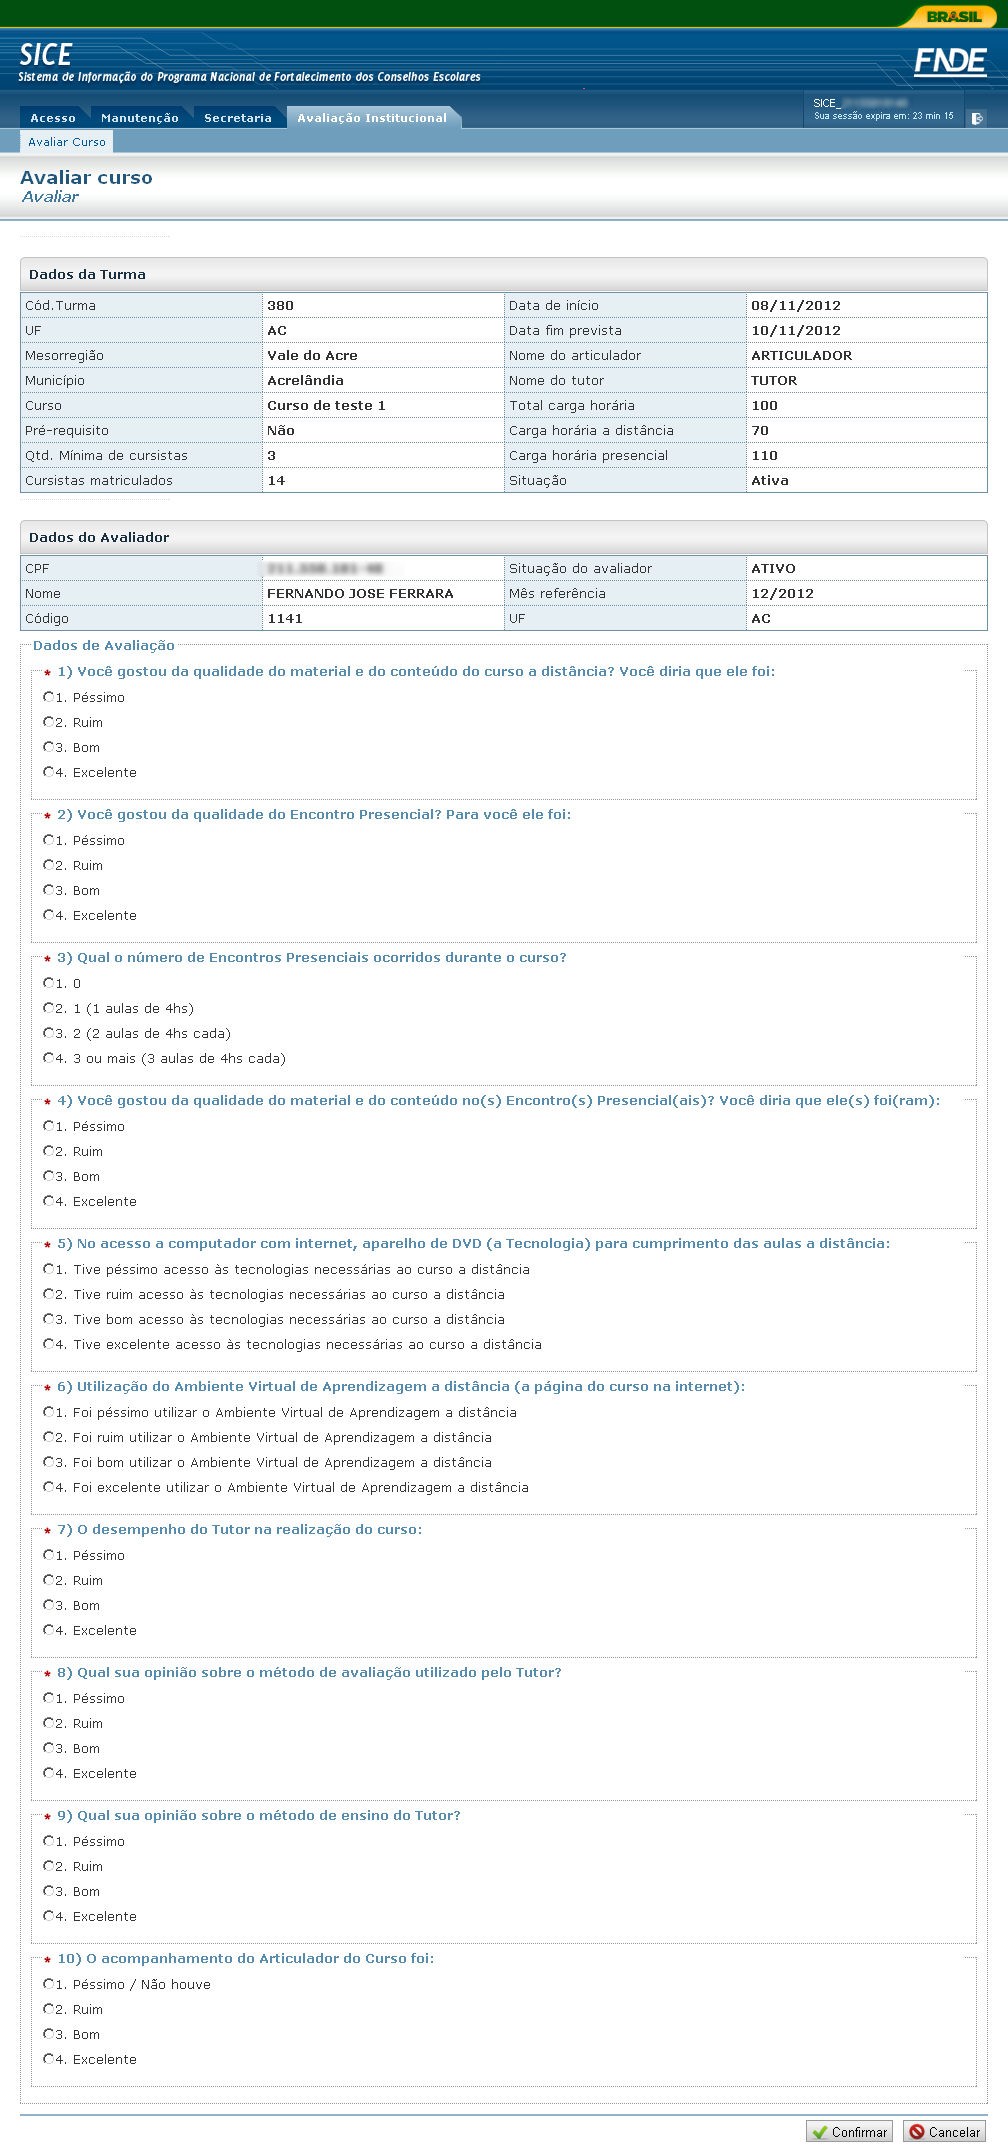 BRASIL
SICE
Sistema de Informação do Programa Nacional de Fortalecimento dos Conselhos Escolares
FNDE
SICE_
Sua sessão expira em: 23 min 15
Acesso Manutenção Secretaria Avaliação Institucional
Avaliar Curso
Avaliar curso
Avaliar
Dados da Turma
Cód.Turma 380 Data de início 08/11/2012
UF AC Data fim prevista 10/11/2012
Mesorregião Vale do Acre Nome do articulador ARTICULADOR
Município Acrelândia Nome do tutor TUTOR
Curso Curso de teste 1 Total carga horária 100
Pré-requisito Não Carga horária a distância 70
Qtd. Mínima de cursistas 3 Carga horária presencial 110
Cursistas matriculados 14 Situação Ativa
Dados do Avaliador
CPF Situação do avaliador ATIVO
Nome FERNANDO JOSE FERRARA Mês referência 12/2012
Código 1141 UF AC
Dados de Avaliação
* 1) Você gostou da qualidade do material e do conteúdo do curso a distância? Você diria que ele foi:
1. Péssimo
2. Ruim
3. Bom
4. Excelente
* 2) Você gostou da qualidade do Encontro Presencial? Para você ele foi:
1. Péssimo
2. Ruim
3. Bom
4. Excelente
* 3) Qual o número de Encontros Presenciais ocorridos durante o curso?
1. 0
2. 1 (1 aulas de 4hs)
3. 2 (2 aulas de 4hs cada)
4. 3 ou mais (3 aulas de 4hs cada)
* 4) Você gostou da qualidade do material e do conteúdo no(s) Encontro(s) Presencial(ais)? Você diria que ele(s) foi(ram):
1. Péssimo
2. Ruim
3. Bom
4. Excelente
* 5) No acesso a computador com internet, aparelho de DVD (a Tecnologia) para cumprimento das aulas a distância:
1. Tive péssimo acesso às tecnologias necessárias ao curso a distância
2. Tive ruim acesso às tecnologias necessárias ao curso a distância
3. Tive bom acesso às tecnologias necessárias ao curso a distância
4. Tive excelente acesso às tecnologias necessárias ao curso a distância
* 6) Utilização do Ambiente Virtual de Aprendizagem a distância (a página do curso na internet):
1. Foi péssimo utilizar o Ambiente Virtual de Aprendizagem a distância
2. Foi ruim utilizar o Ambiente Virtual de Aprendizagem a distância
3. Foi bom utilizar o Ambiente Virtual de Aprendizagem a distância
4. Foi excelente utilizar o Ambiente Virtual de Aprendizagem a distância
* 7) O desempenho do Tutor na realização do curso:
1. Péssimo
2. Ruim
3. Bom
4. Excelente
* 8) Qual sua opinião sobre o método de avaliação utilizado pelo Tutor?
1. Péssimo
2. Ruim
3. Bom
4. Excelente
* 9) Qual sua opinião sobre o método de ensino do Tutor?
1. Péssimo
2. Ruim
3. Bom
4. Excelente
* 10) O acompanhamento do Articulador do Curso foi:
1. Péssimo / Não houve
2. Ruim
3. Bom
4. Excelente
Confirmar Cancelar